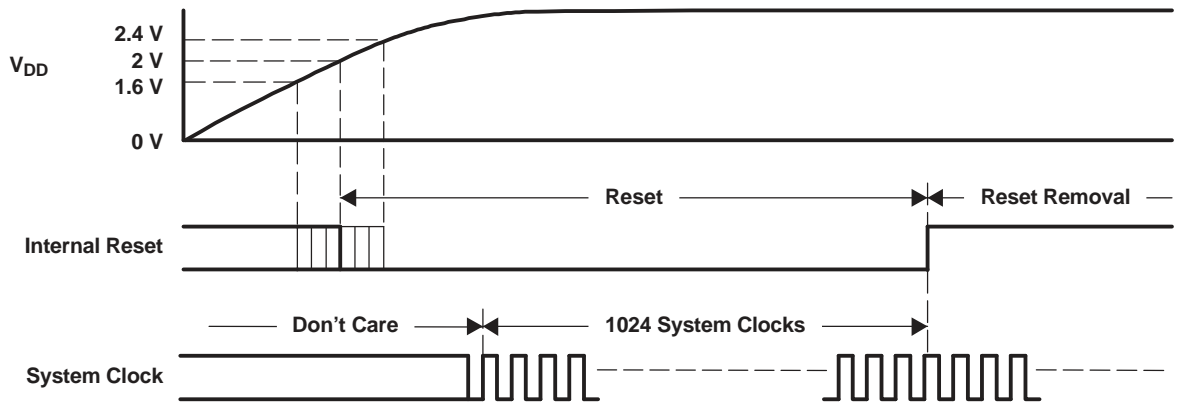 2.4 V
V_DD
2 V
1.6 V
0 V
Reset
Reset Removal
Internal Reset
Don't Care
1024 System Clocks
System Clock